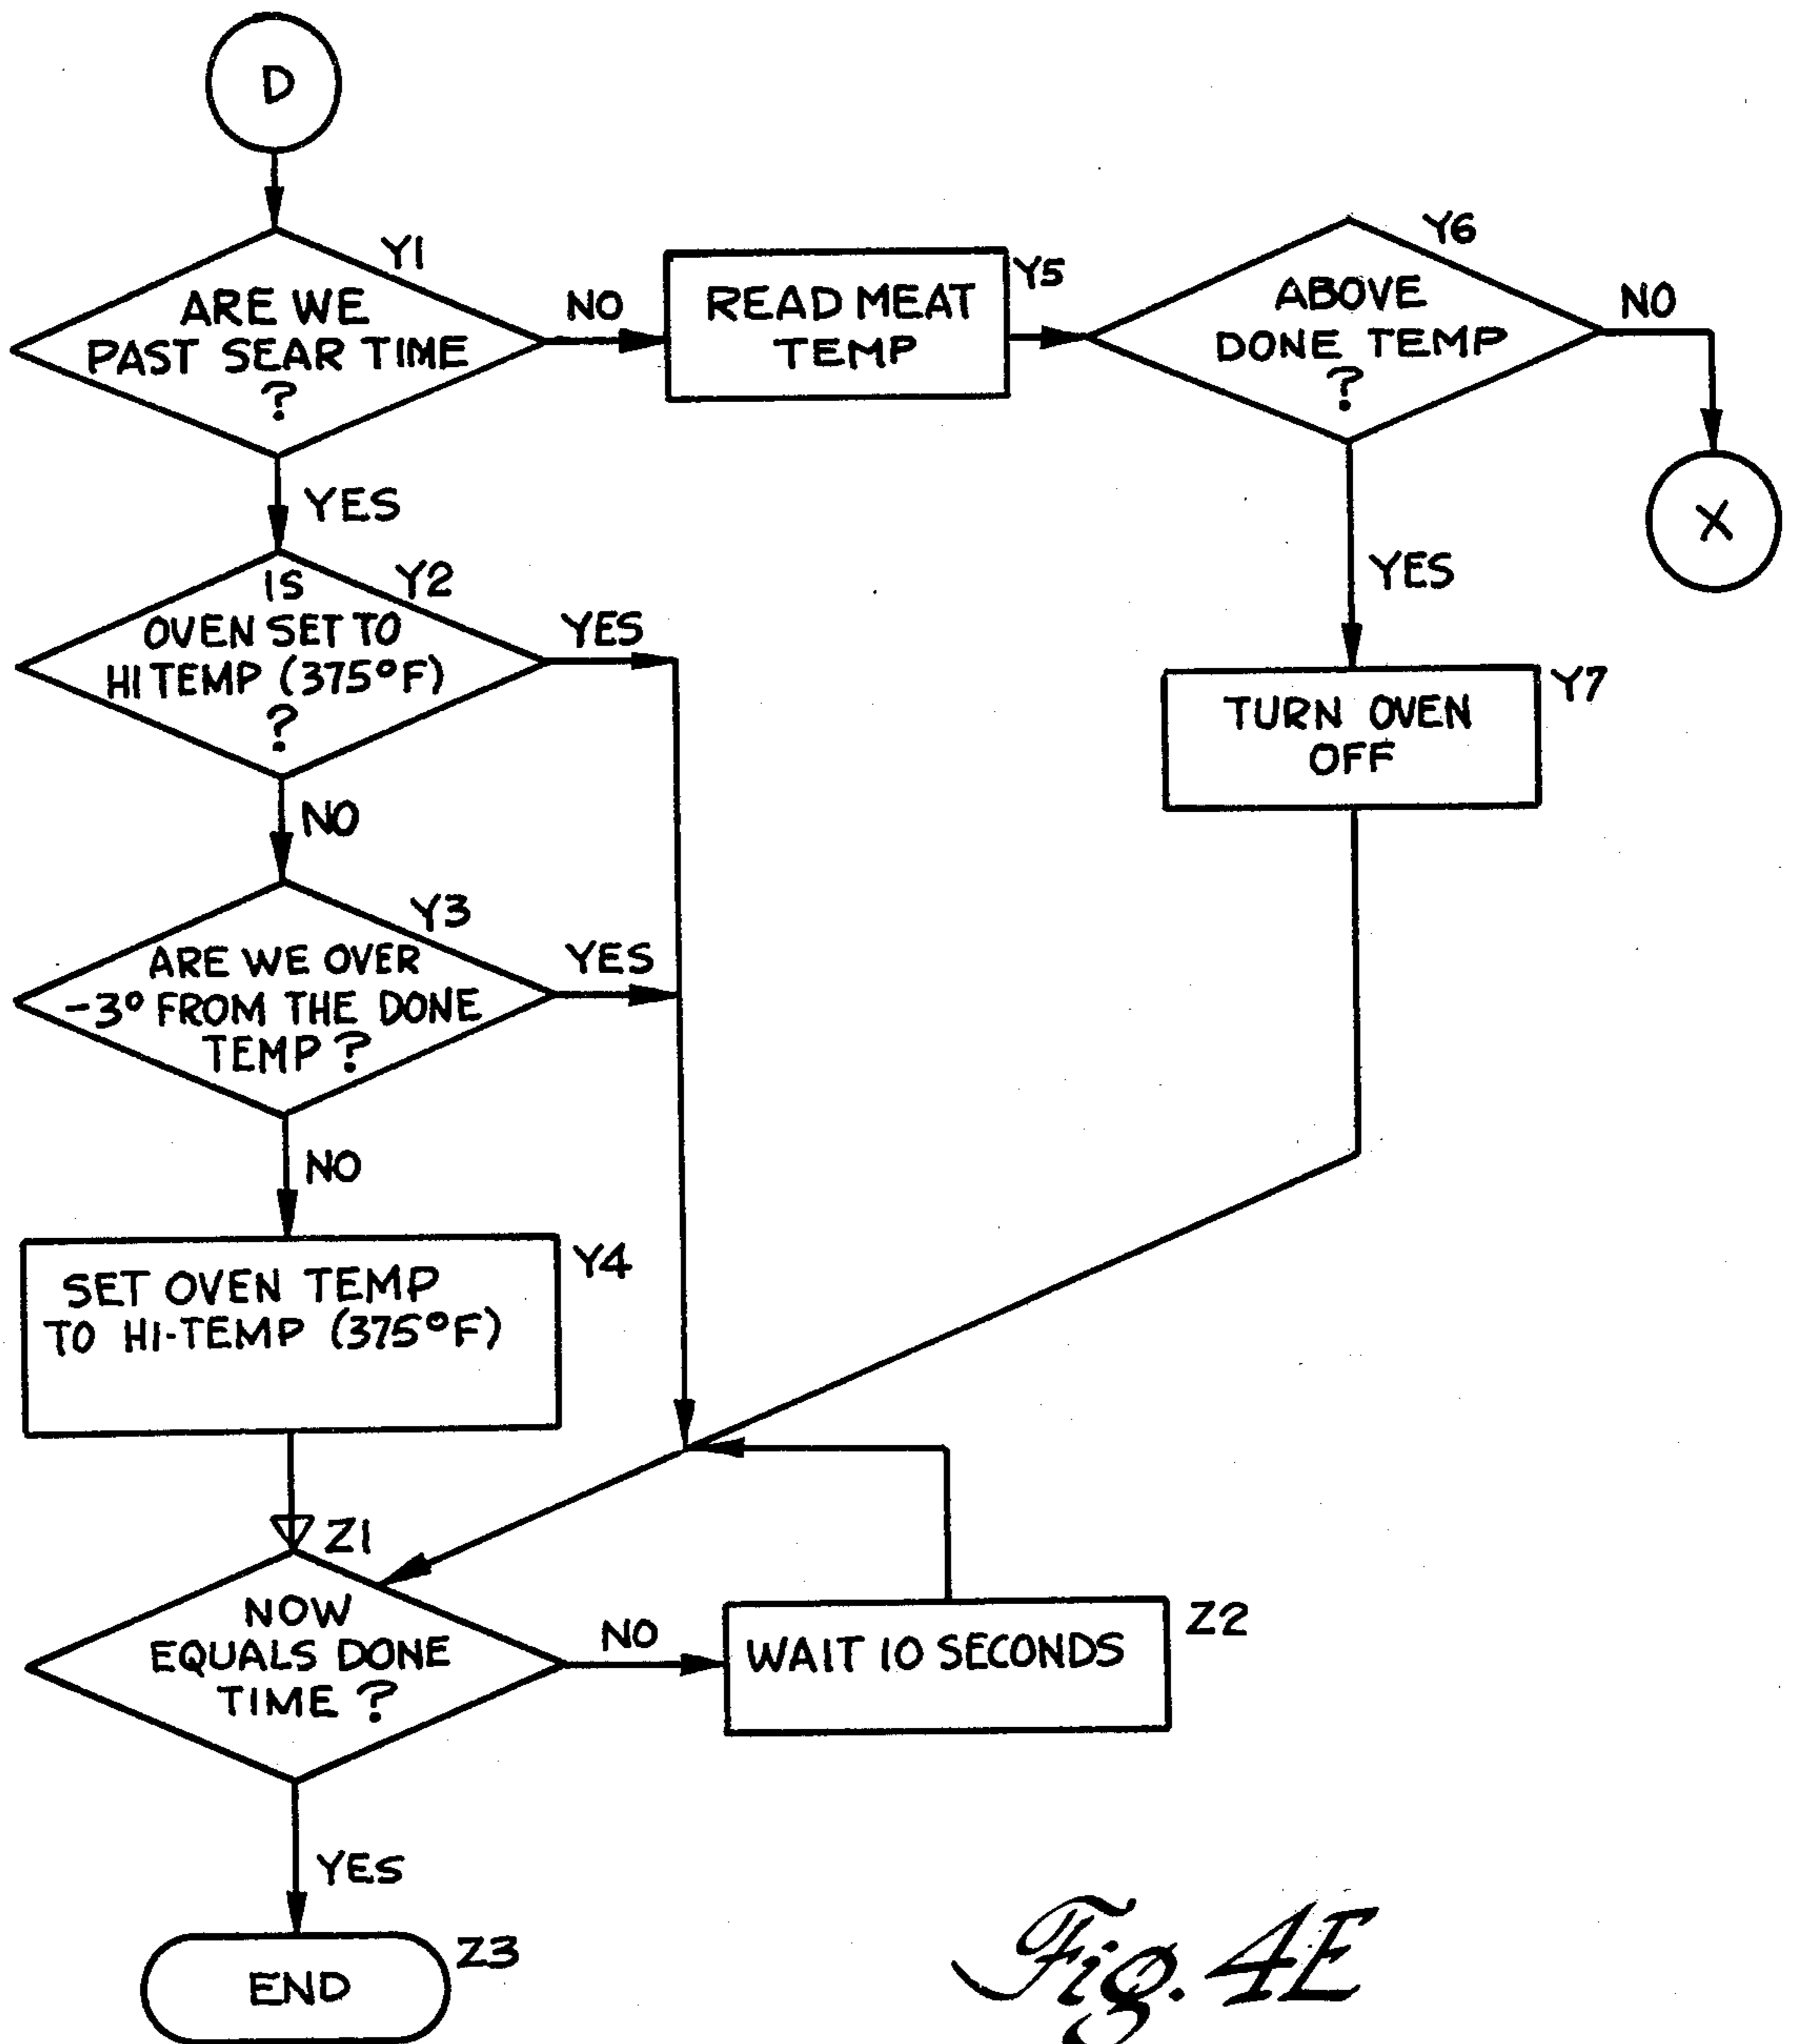 D
Y1
ARE WE
PAST SEAR TIME
?
NO
READ MEAT
TEMP
Y5
Y6
ABOVE
DONE TEMP
?
NO
X
YES
YES
Y2
IS
OVEN SET TO
HI TEMP (375°F)
?
YES
Y7
TURN OVEN
OFF
NO
Y3
ARE WE OVER
-3° FROM THE DONE
TEMP ?
YES
NO
Y4
SET OVEN TEMP
TO HI-TEMP (375°F)
Z1
NOW
EQUALS DONE
TIME ?
NO
WAIT 10 SECONDS
Z2
YES
END
Z3
Fig. 4E